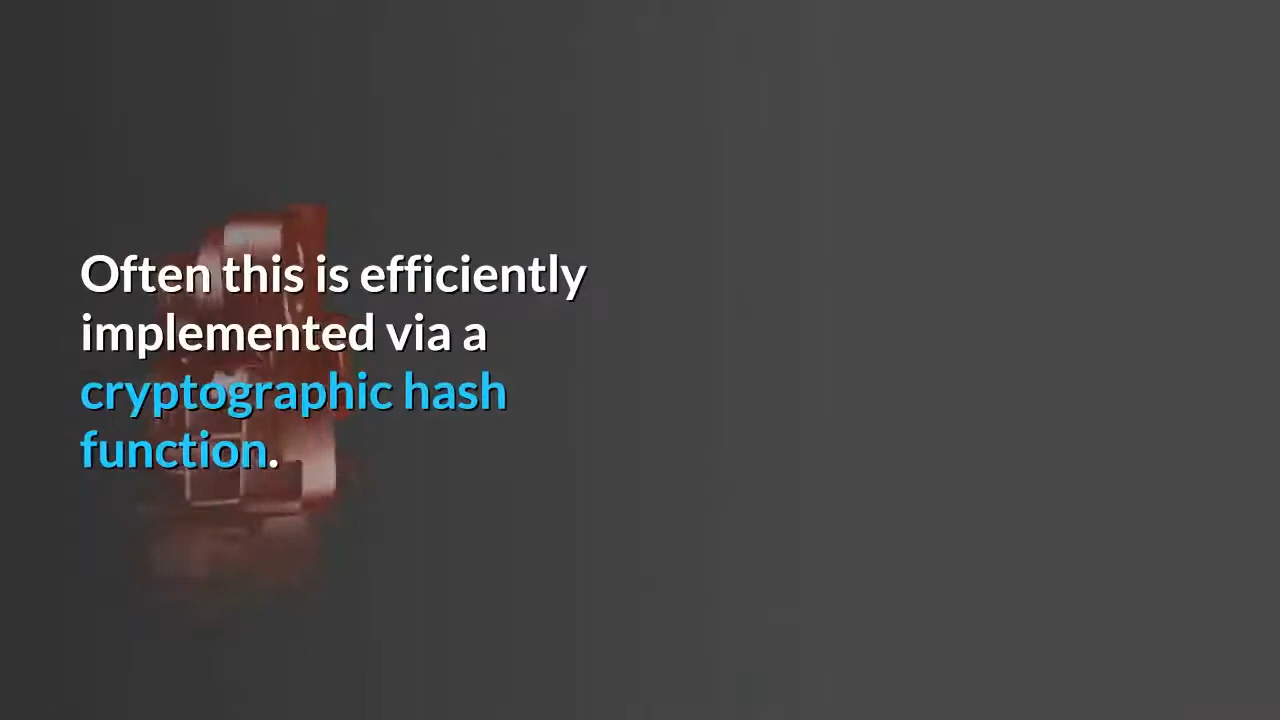 Often this is efficiently
implemented via a
cryptographic hash
function.